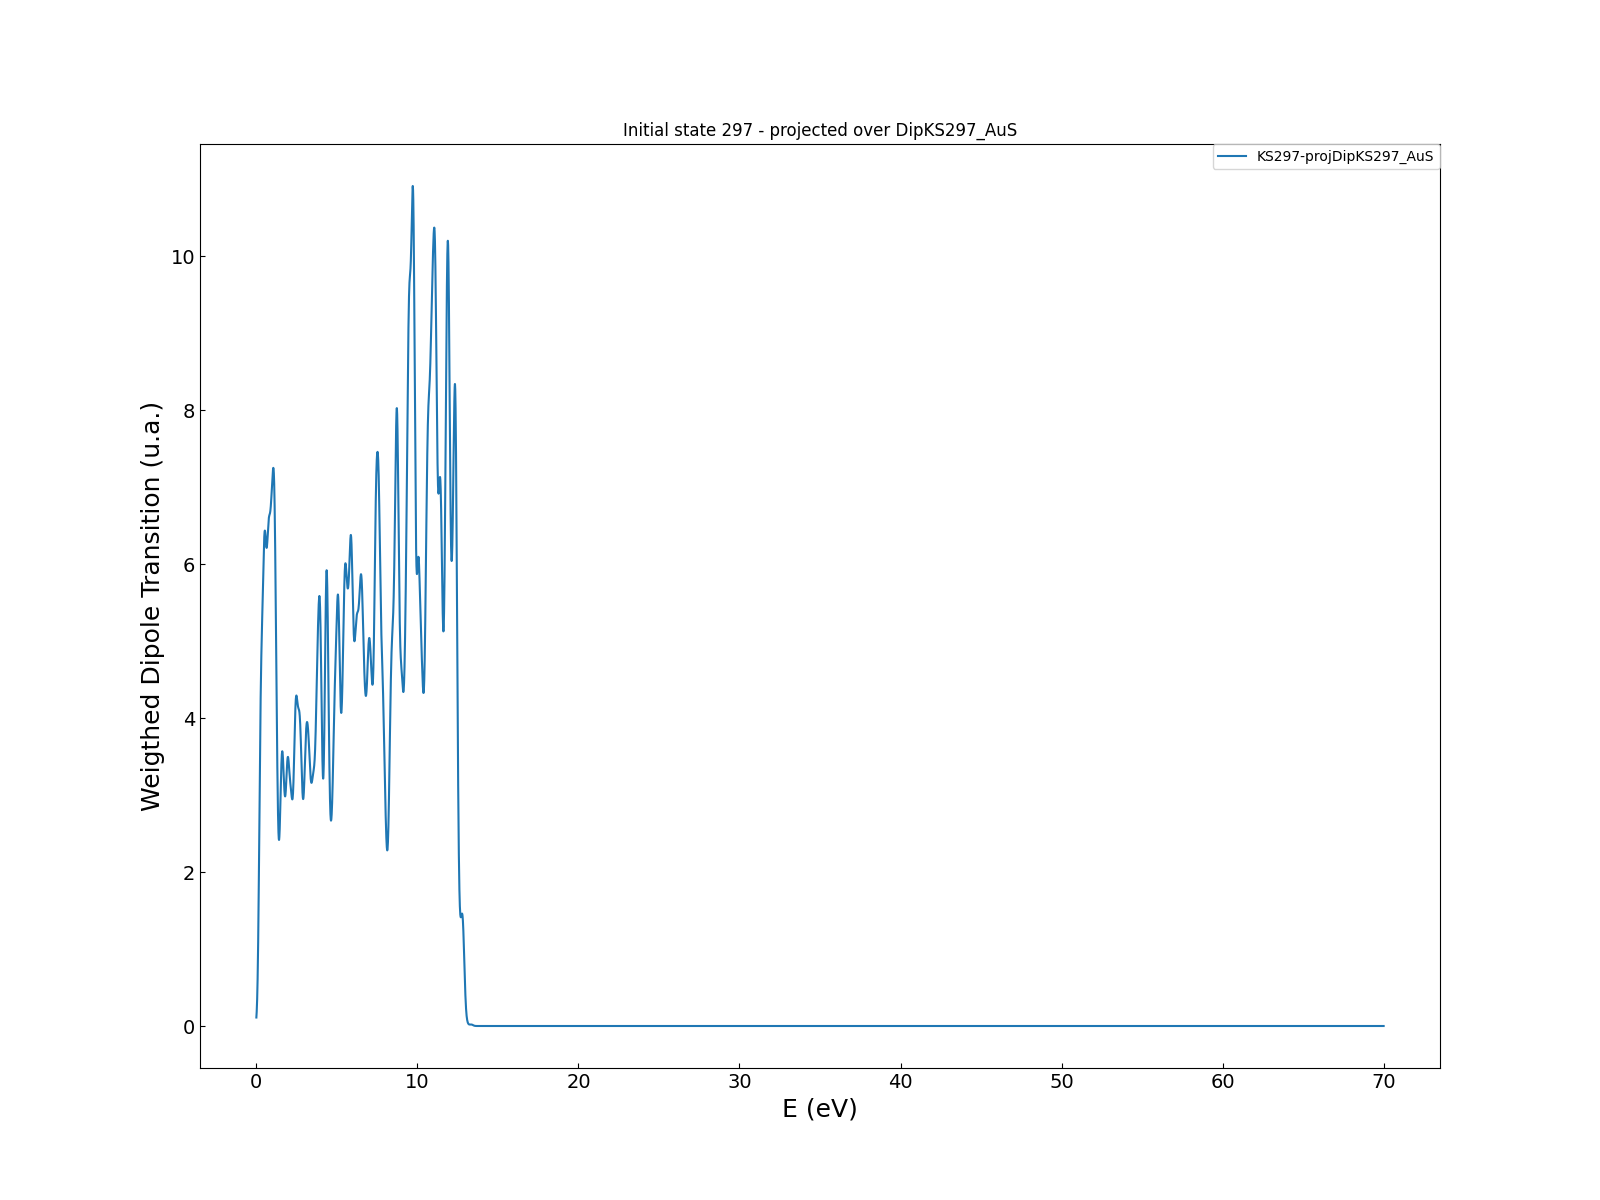 Initial state 297 - projected over DipKS297_AuS
KS297-projDipKS297_AuS
Weigthed Dipole Transition (u.a.)
10
8
6
4
2
0
0 10 20 30 40 50 60 70
E (eV)